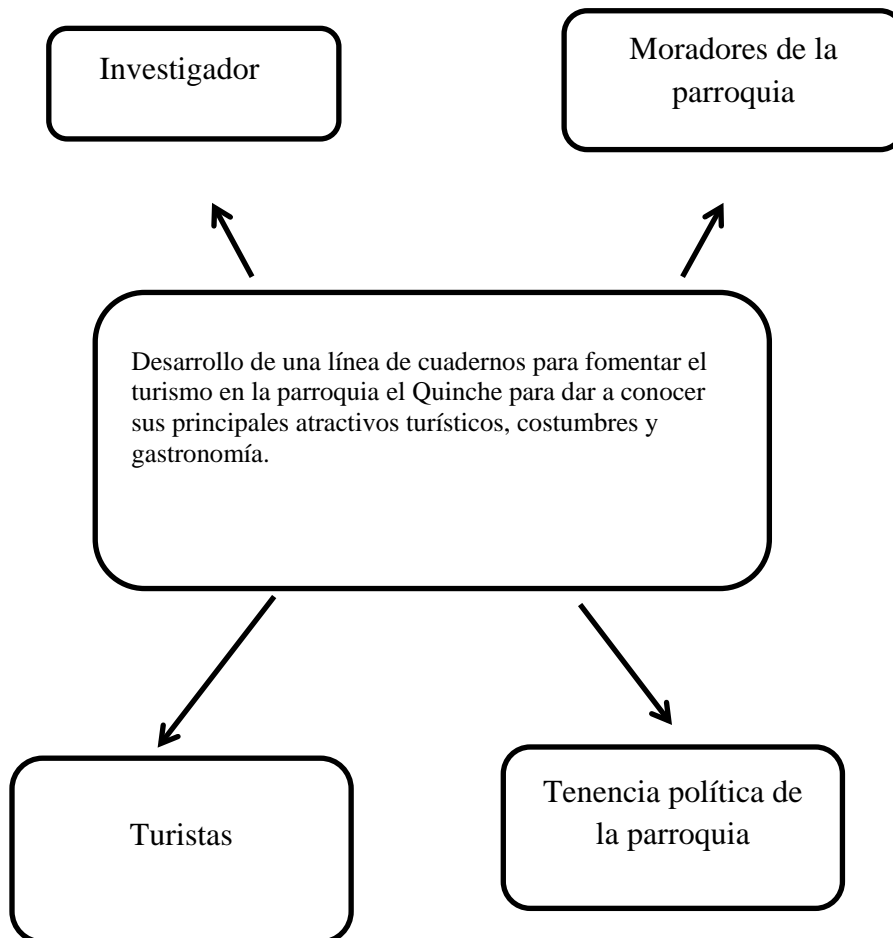 Investigador
Moradores de la
parroquia
Desarrollo de una línea de cuadernos para fomentar el
turismo en la parroquia el Quinche para dar a conocer
sus principales atractivos turísticos, costumbres y
gastronomía.
Turistas
Tenencia política de
la parroquia